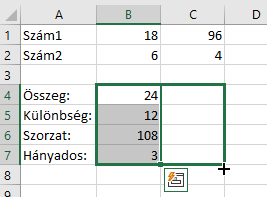 A B C D
1 Szám1 18 96
2 Szám2 6 4
3
4 Összeg: 24
5 Különbség: 12
6 Szorzat: 108
7 Hányados: 3
8